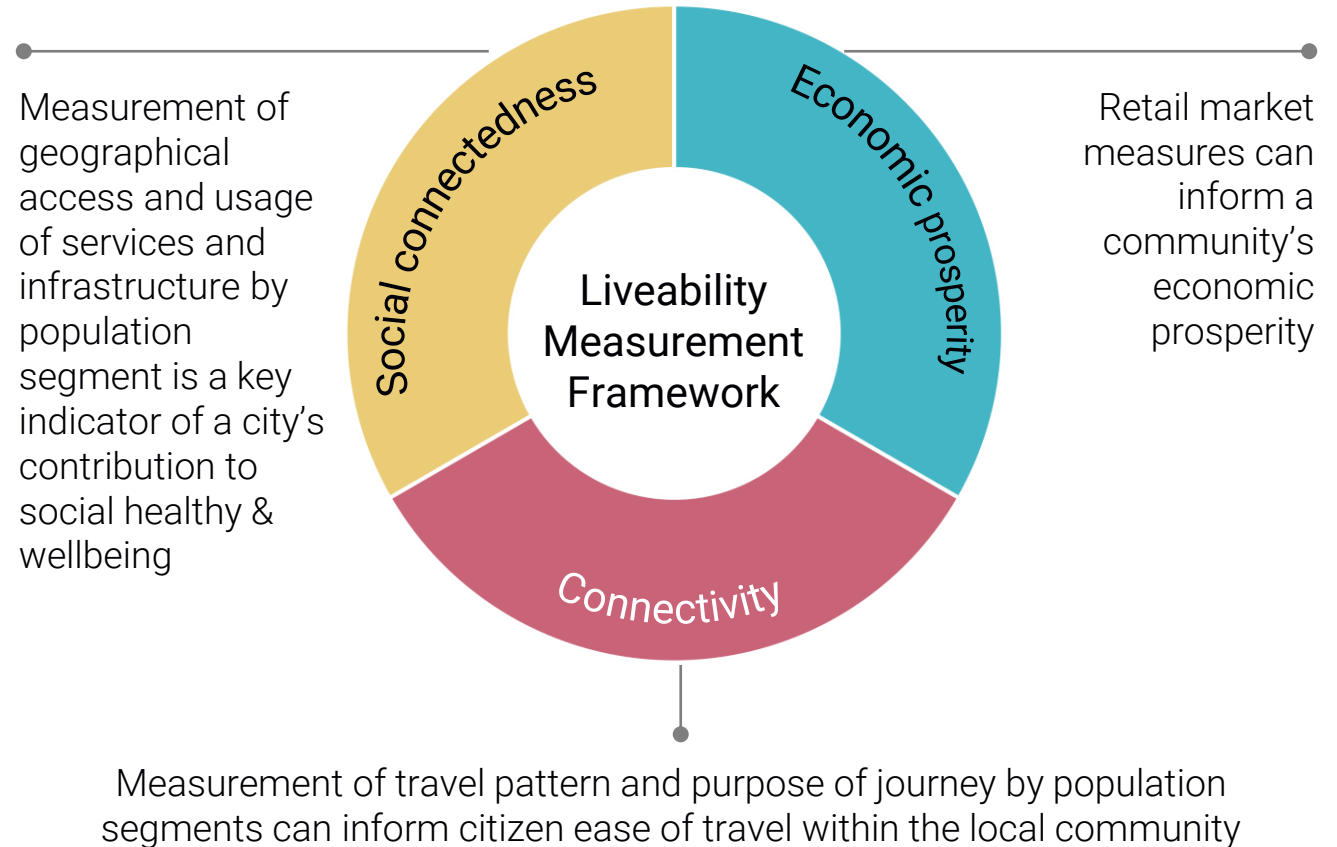 Social connectedness
Economic prosperity
Connectivity
Liveability
Measurement
Framework
Measurement of
geographical
access and usage
of services and
infrastructure by
population
segment is a key
indicator of a city’s
contribution to
social healthy &
wellbeing
Retail market
measures can
inform a
community’s
economic
prosperity
Measurement of travel pattern and purpose of journey by population
segments can inform citizen ease of travel within the local community